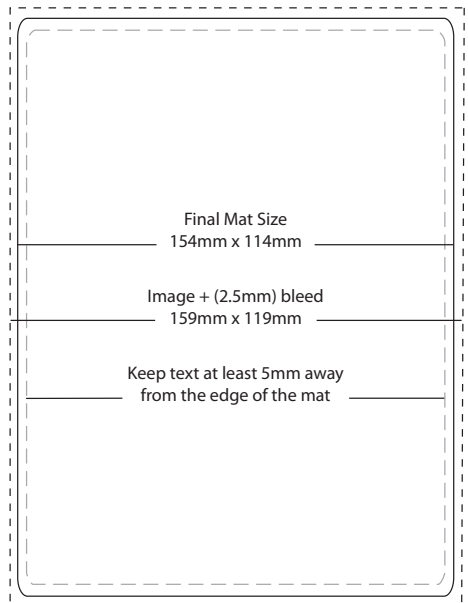 Final Mat Size
154mm x 114mm
Image + (2.5mm) bleed
159mm x 119mm
Keep text at least 5mm away
from the edge of the mat